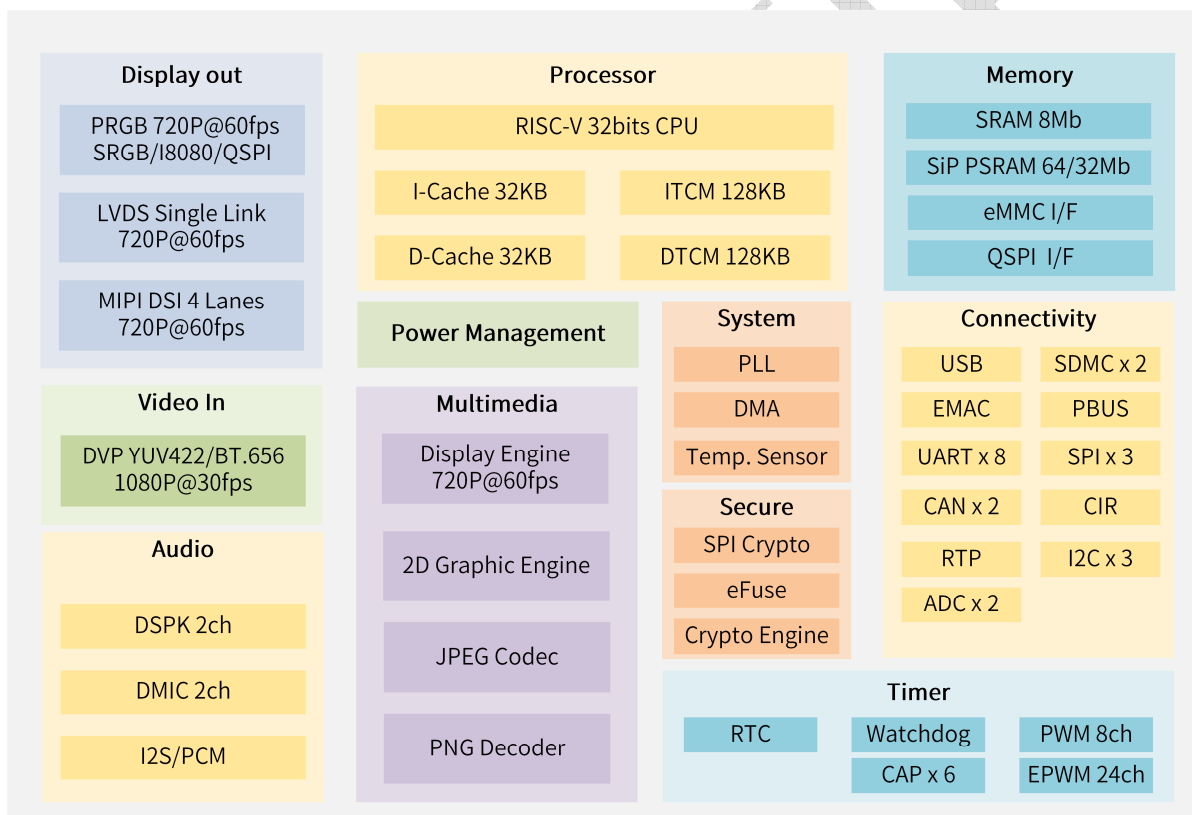 Display out
PRGB 720P@60fps
SRGB/I8080/QSPI
LVDS Single Link
720P@60fps
MIPI DSI 4 Lanes
720P@60fps
Video In
DVP YUV422/BT.656
1080P@30fps
Audio
DSPK 2ch
DMIC 2ch
I2S/PCM
Processor
RISC-V 32bits CPU
I-Cache 32KB
ITCM 128KB
D-Cache 32KB
DTCM 128KB
Power Management
Multimedia
Display Engine
720P@60fps
2D Graphic Engine
JPEG Codec
PNG Decoder
System
PLL
DMA
Temp. Sensor
Secure
SPI Crypto
eFuse
Crypto Engine
Memory
SRAM 8Mb
SiP PSRAM 64/32Mb
eMMC I/F
QSPI I/F
Connectivity
USB
SDMC x 2
EMAC
PBUS
UART x 8
SPI x 3
CAN x 2
CIR
RTP
I2C x 3
ADC x 2
Timer
RTC
Watchdog
PWM 8ch
CAP x 6
EPWM 24ch